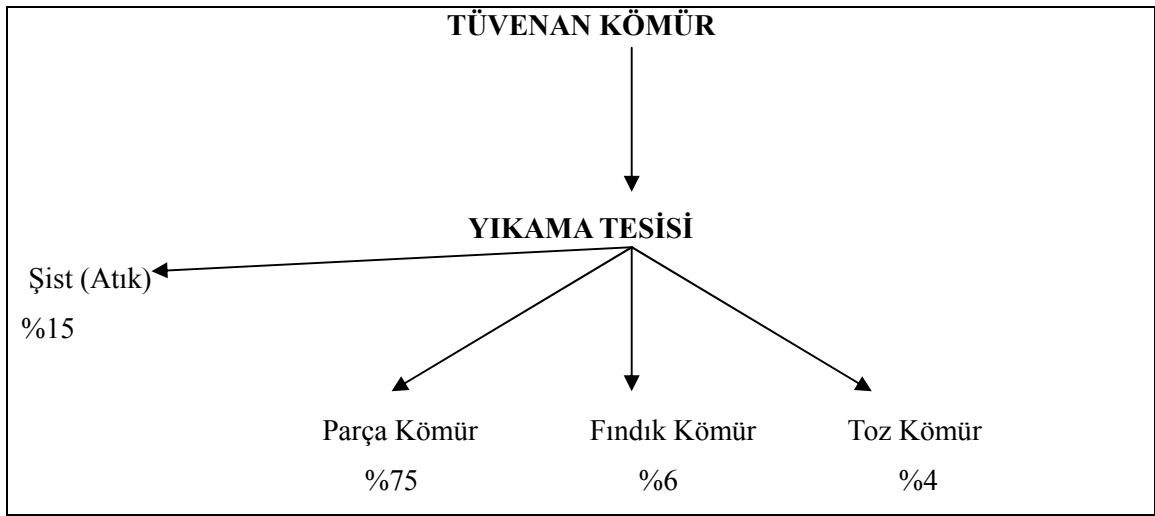 TÜVENAN KÖMÜR
YIKAMA TESİSİ
Şist (Atık)
%15
Parça Kömür Fındık Kömür Toz Kömür
%75 %6 %4